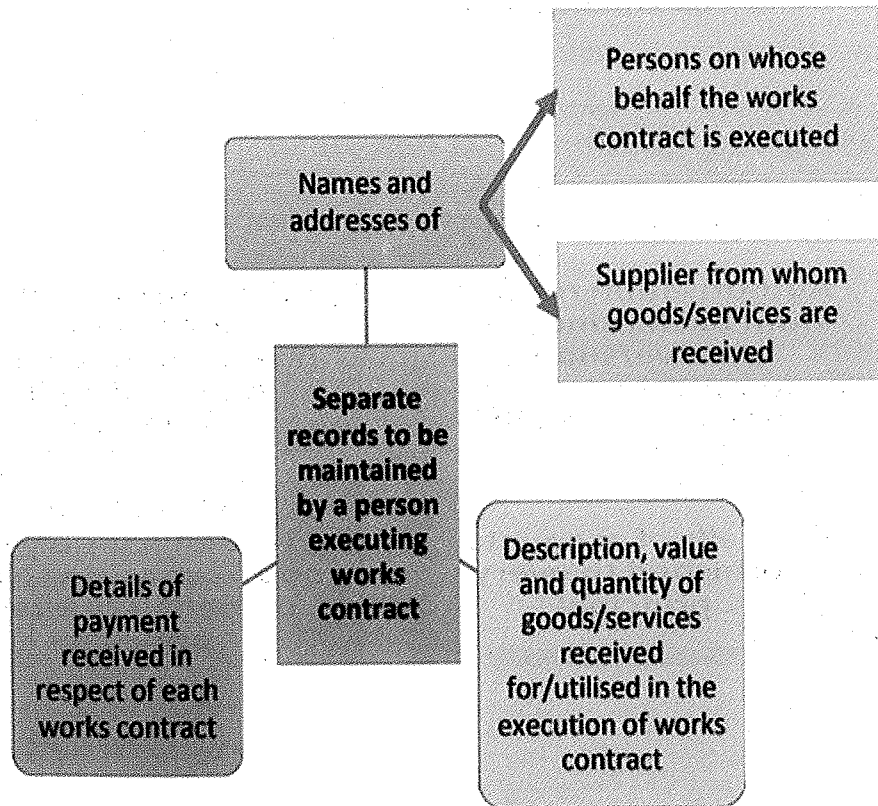 Persons on whose
behalf the works
contract is executed
Names and
addresses of
Supplier from whom
goods/services are
received
Separate
records to be
maintained
by a person
executing
works
contract
Details of
payment
received in
respect of each
works contract
Description, value
and quantity of
goods/services
received
for/utilised in the
execution of works
contract